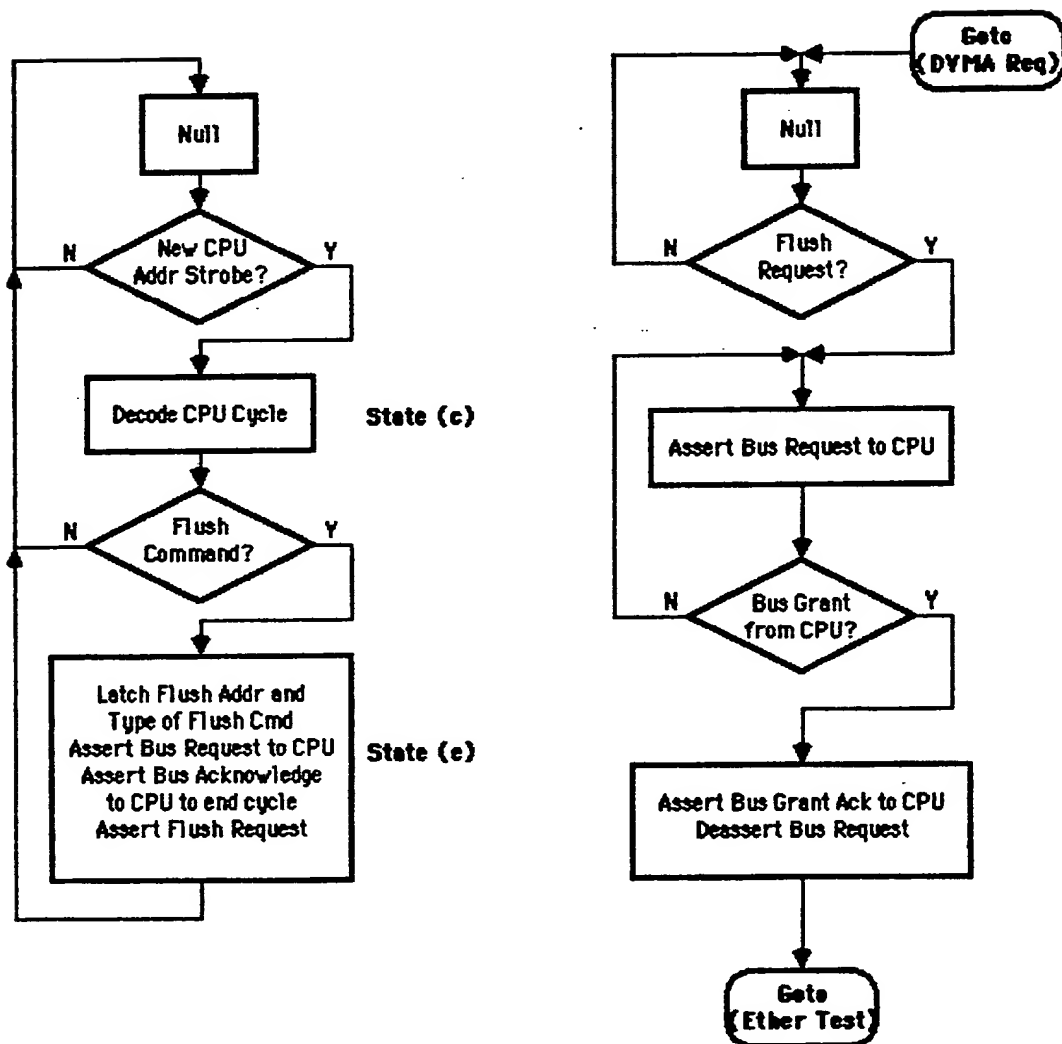 Null
N
New CPU
Addr Strobe?
Y
Decode CPU Cycle
State (c)
N
Flush
Command?
Y
Latch Flush Addr and
Type of Flush Cmd
Assert Bus Request to CPU
Assert Bus Acknowledge
to CPU to end cycle
Assert Flush Request
State (e)
Goto
(DVMA Req)
Null
N
Flush
Request?
Y
Assert Bus Request to CPU
N
Bus Grant
from CPU?
Y
Assert Bus Grant Ack to CPU
Deassert Bus Request
Goto
(Ether Test)